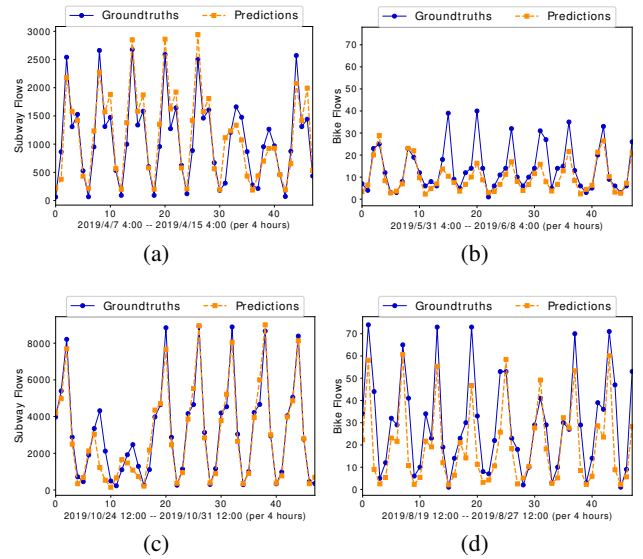 Groundtruths Predictions
Groundtruths Predictions
Subway Flows
3000
2500
2000
1500
1000
500
0
0 10 20 30 40
2019/4/7 4:00 -- 2019/4/15 4:00 (per 4 hours)
Bike Flows
70
60
50
40
30
20
10
0
0 10 20 30 40
2019/5/31 4:00 -- 2019/6/8 4:00 (per 4 hours)
(a) (b)
Groundtruths Predictions
Groundtruths Predictions
Subway Flows
8000
6000
4000
2000
0
0 10 20 30 40
2019/10/24 12:00 -- 2019/10/31 12:00 (per 4 hours)
Bike Flows
70
60
50
40
30
20
10
0
0 10 20 30 40
2019/8/19 12:00 -- 2019/8/27 12:00 (per 4 hours)
(c) (d)